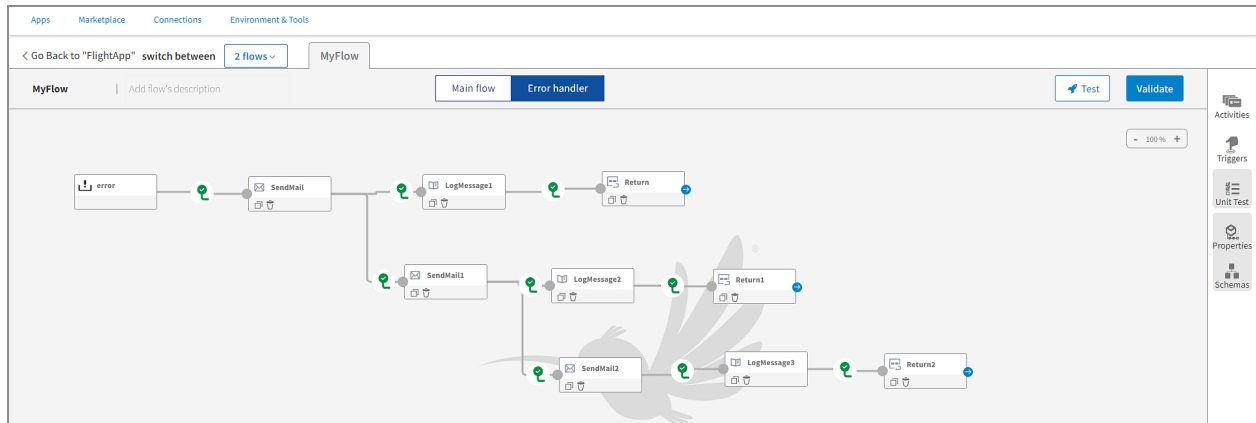 Apps Marketplace Connections Environment & Tools
Go Back to "FlightApp" switch between 2 flows MyFlow
MyFlow Add flow's description Main flow Error handler Test Validate
Activities
- 100 % +
Triggers
error SendMail LogMessage1 Return
Unit Test
Properties
SendMail1 LogMessage2 Return1
Schemas
SendMail2 LogMessage3 Return2